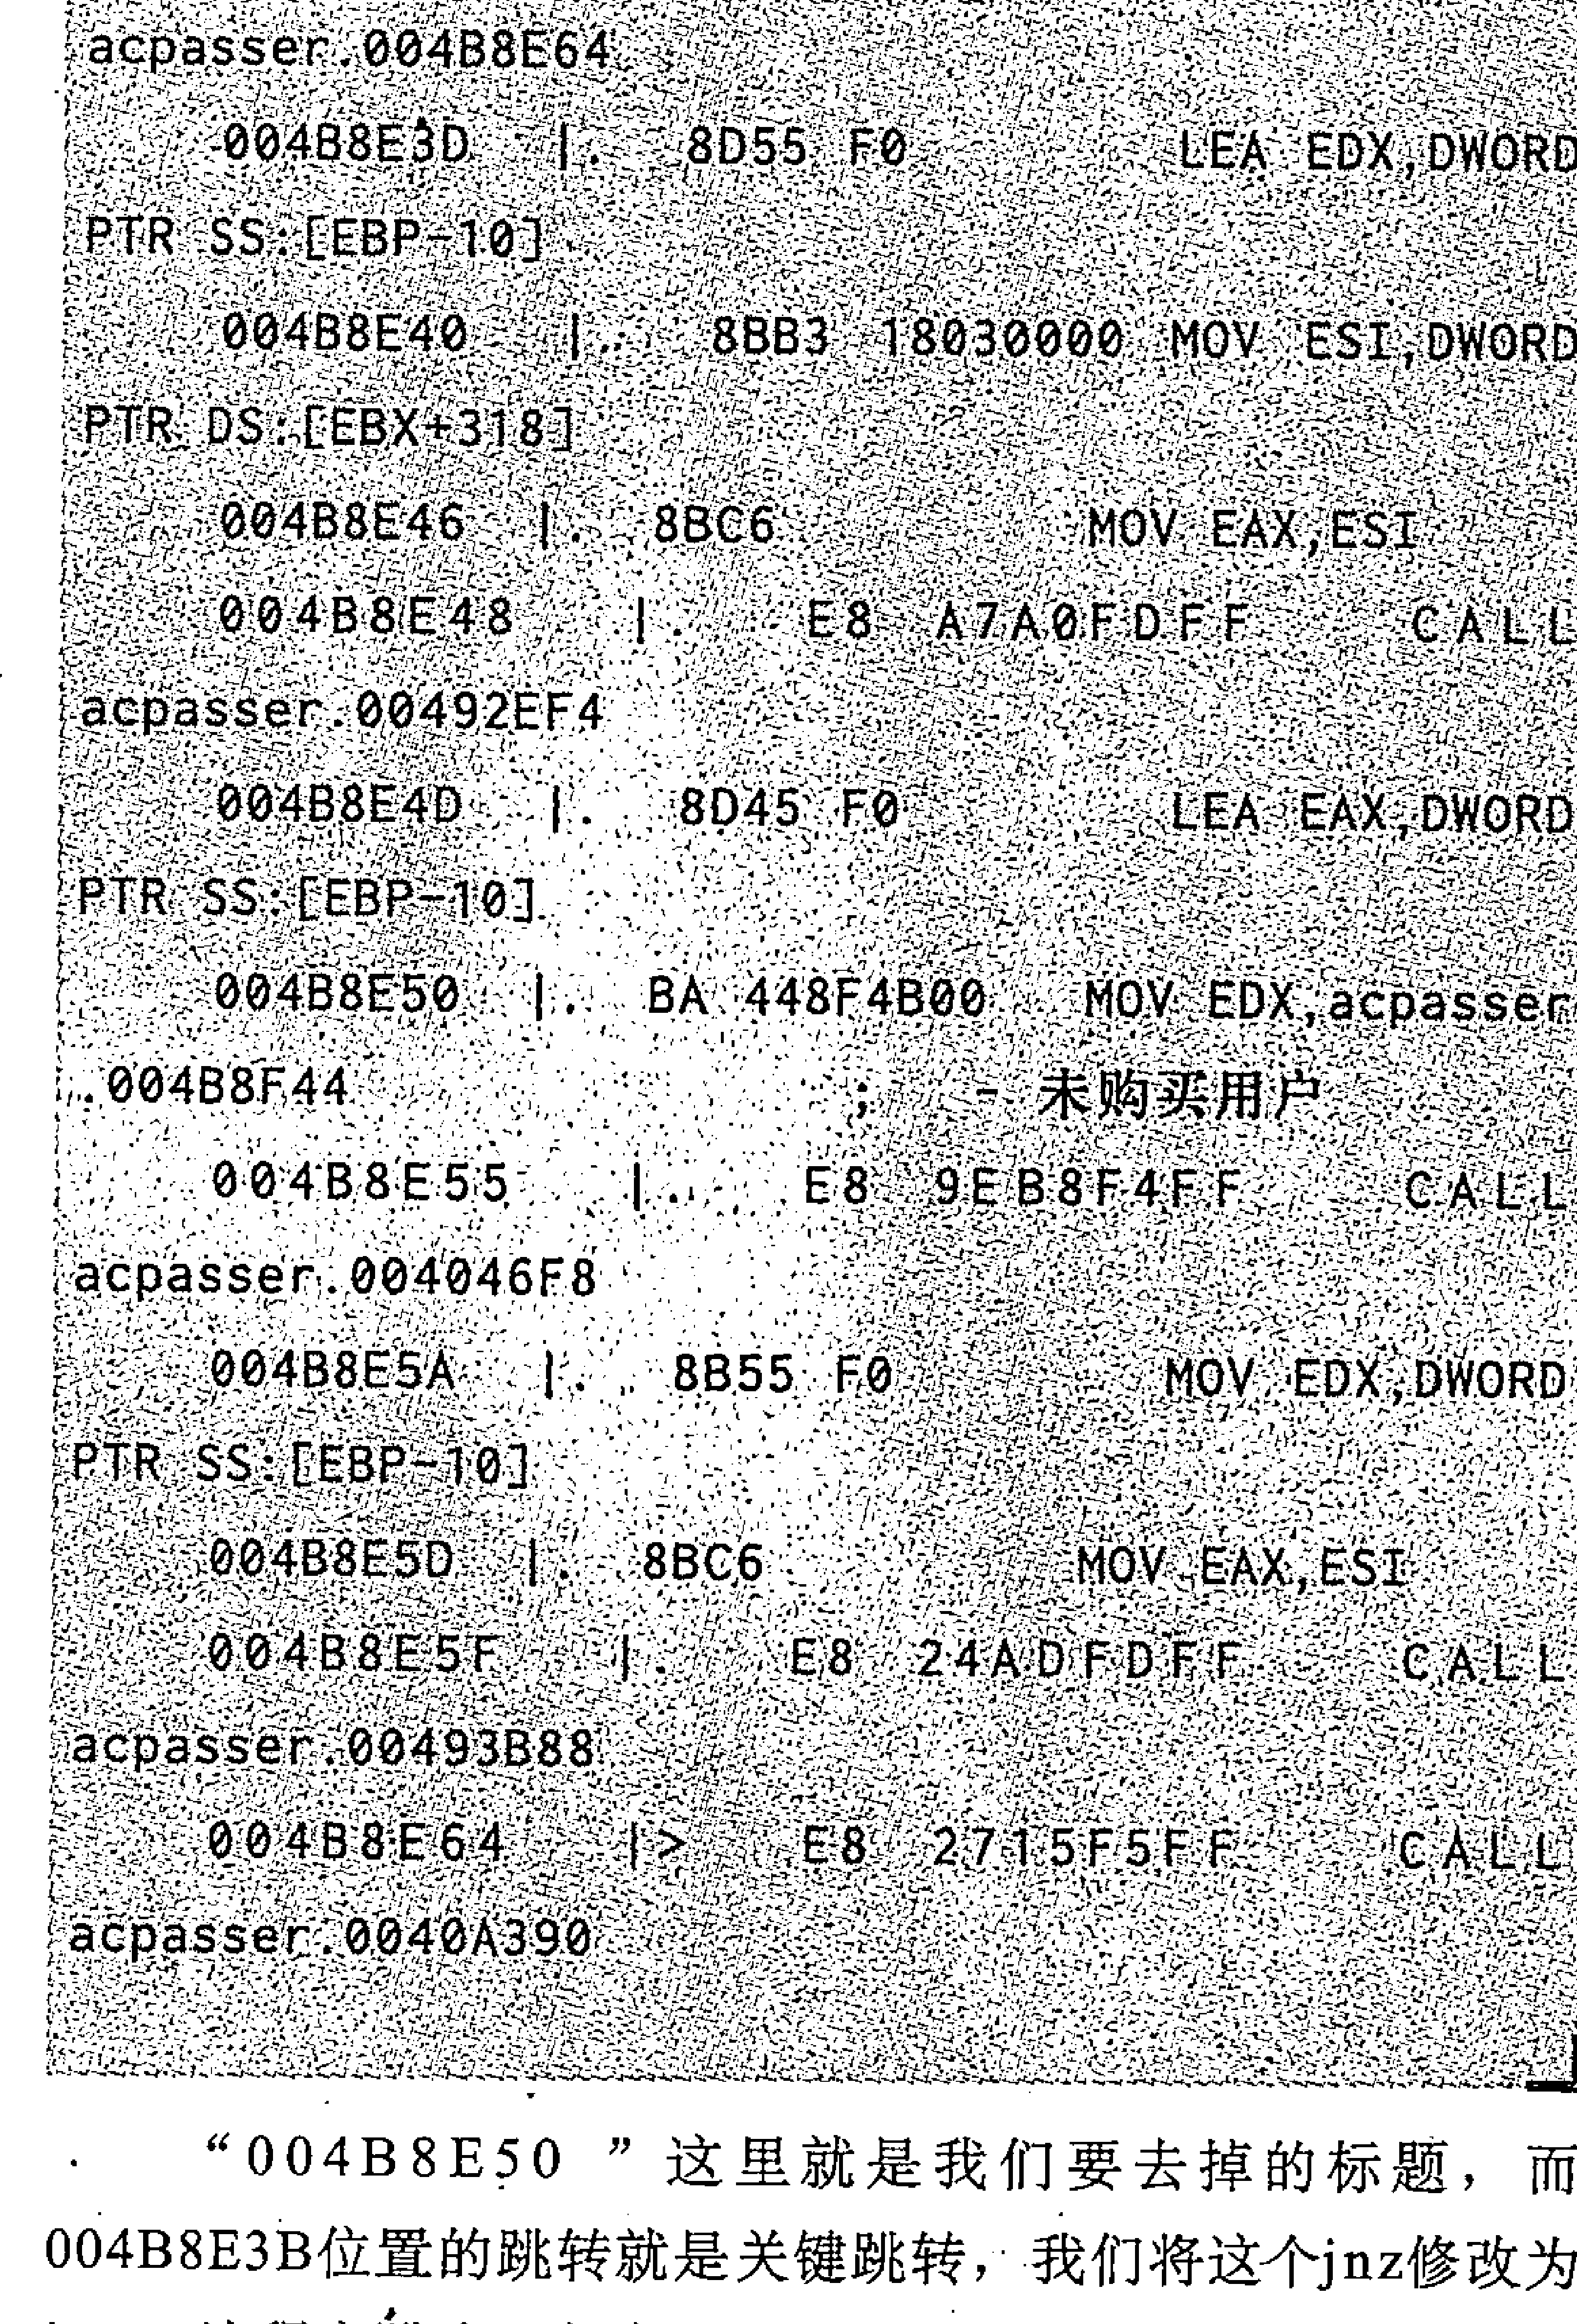 acpasser.004B8E64
004B8E3D |. 8D55 F0 LEA EDX,DWORD
PTR SS:[EBP-10]
004B8E40 |. 8BB3 18030000 MOV ESI,DWORD
PTR DS:[EBX+318]
004B8E46 |. 8BC6 MOV EAX,ESI
004B8E48 |. E8 A7A0FDFF CALL
acpasser.00492EF4
004B8E4D |. 8D45 F0 LEA EAX,DWORD
PTR SS:[EBP-10]
004B8E50 |. BA 448F4B00 MOV EDX,acpasser
.004B8F44 ; - 未购买用户
004B8E55 |. E8 9EB8F4FF CALL
acpasser.004046F8
004B8E5A |. 8B55 F0 MOV EDX,DWORD
PTR SS:[EBP-10]
004B8E5D |. 8BC6 MOV EAX,ESI
004B8E5F |. E8 24ADFDFF CALL
acpasser.00493B88
004B8E64 |> E8 2715F5FF CALL
acpasser.0040A390
“004B8E50 ”这里就是我们要去掉的标题，而
004B8E3B位置的跳转就是关键跳转，我们将这个jnz修改为